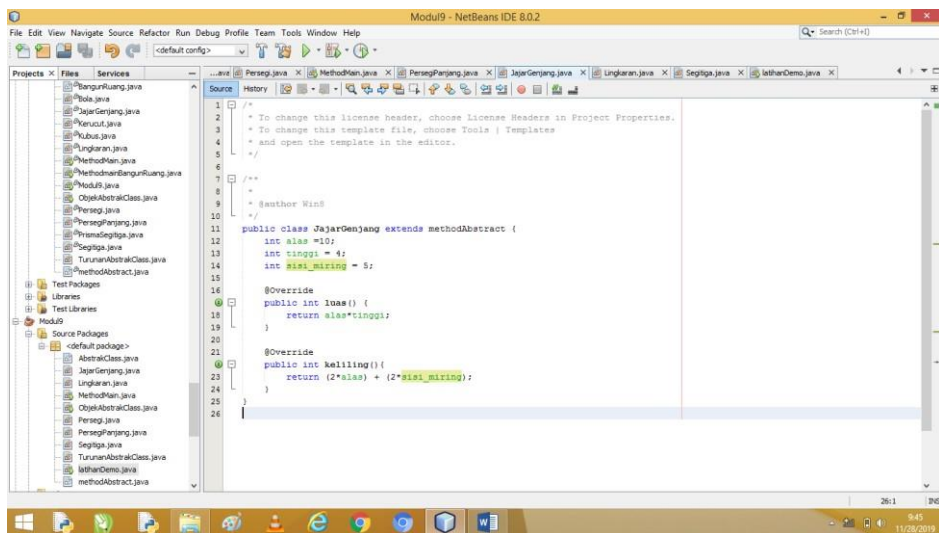 Modul9 - NetBeans IDE 8.0.2
File Edit View Navigate Source Refactor Run Debug Profile Team Tools Window Help
Search (Ctrl+I)
<default config>
Projects Files Services
...ava Persegi.java MethodMain.java PersegiPanjang.java JajarGenjang.java Lingkaran.java Segitiga.java latihanDemo.java
Source History
BangunRuang.java
Bola.java
JajarGenjang.java
Kerucut.java
Kubus.java
Lingkaran.java
MethodMain.java
MethodmainBangunRuang.java
Modul9.java
ObjekAbstrakClass.java
Persegi.java
PersegiPanjang.java
PrismaSegitiga.java
Segitiga.java
TurunanAbstrakClass.java
methodAbstract.java
Test Packages
Libraries
Test Libraries
Modul9
Source Packages
<default package>
AbstrakClass.java
JajarGenjang.java
Lingkaran.java
MethodMain.java
ObjekAbstrakClass.java
Persegi.java
PersegiPanjang.java
Segitiga.java
TurunanAbstrakClass.java
latihanDemo.java
methodAbstract.java
1 /*
2 * To change this license header, choose License Headers in Project Properties.
3 * To change this template file, choose Tools | Templates
4 * and open the template in the editor.
5 */
6
7 /**
8 *
9 * @author Win8
10 */
11 public class JajarGenjang extends methodAbstract {
12 int alas =10;
13 int tinggi = 4;
14 int sisi_miring = 5;
15
16 @Override
public int luas() {
18 return alas*tinggi;
19 }
20
21 @Override
public int keliling(){
23 return (2*alas) + (2*sisi_miring);
24 }
25 }
26
26:1 INS
9:45
11/28/2019